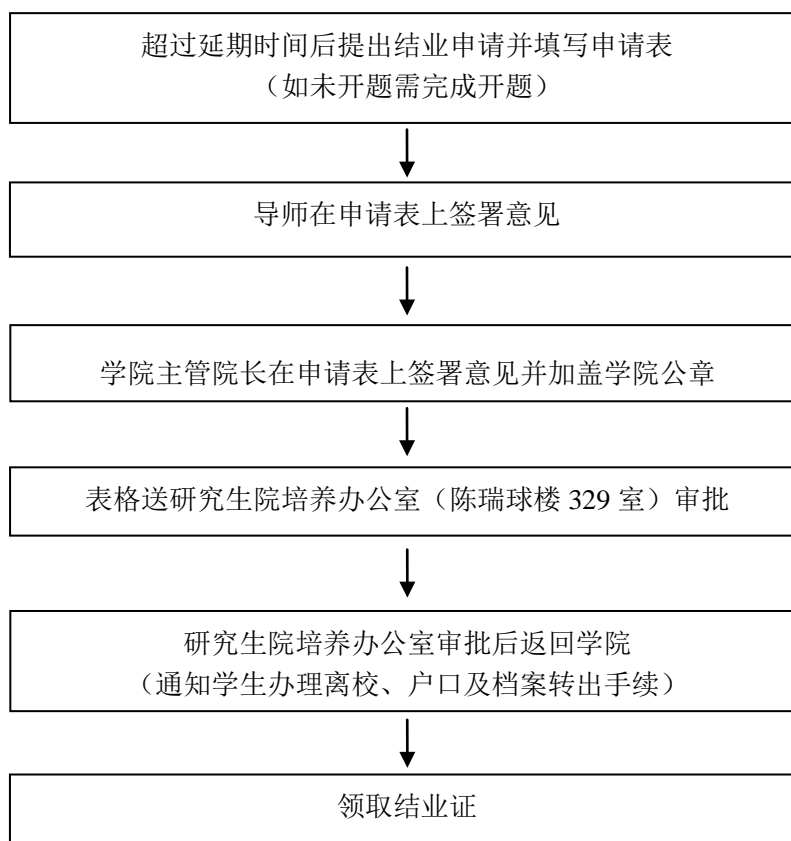 超过延期时间后提出结业申请并填写申请表
（如未开题需完成开题）
导师在申请表上签署意见
学院主管院长在申请表上签署意见并加盖学院公章
表格送研究生院培养办公室（陈瑞球楼 329 室）审批
研究生院培养办公室审批后返回学院
（通知学生办理离校、户口及档案转出手续）
领取结业证